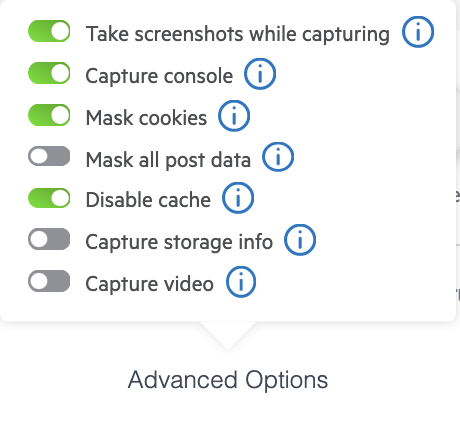 Take screenshots while capturing
Capture console
Mask cookies
Mask all post data
Disable cache
Capture storage info
Capture video
Advanced Options